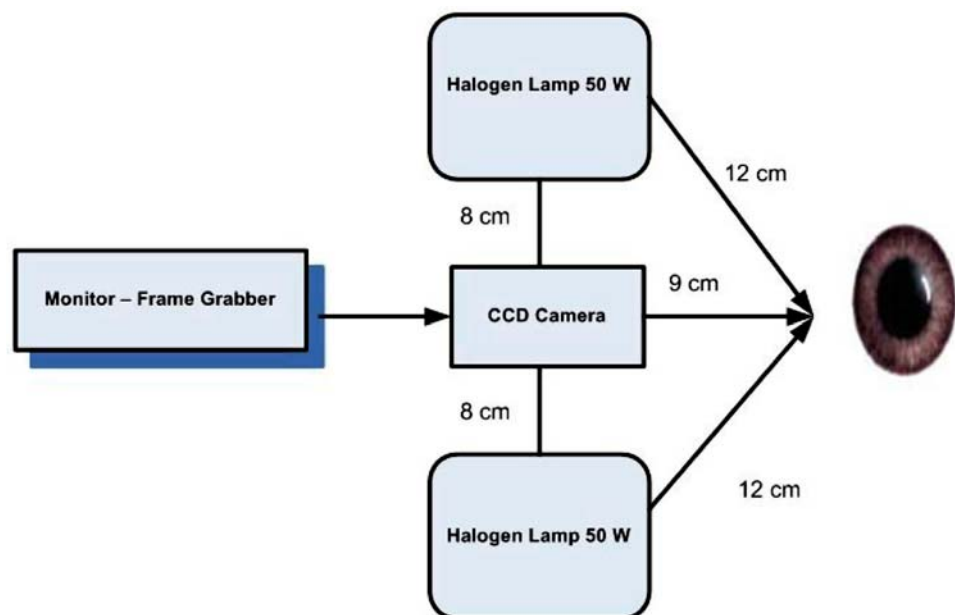 Halogen Lamp 50 W
12 cm
8 cm
9 cm
Monitor – Frame Grabber
CCD Camera
8 cm
12 cm
Halogen Lamp 50 W